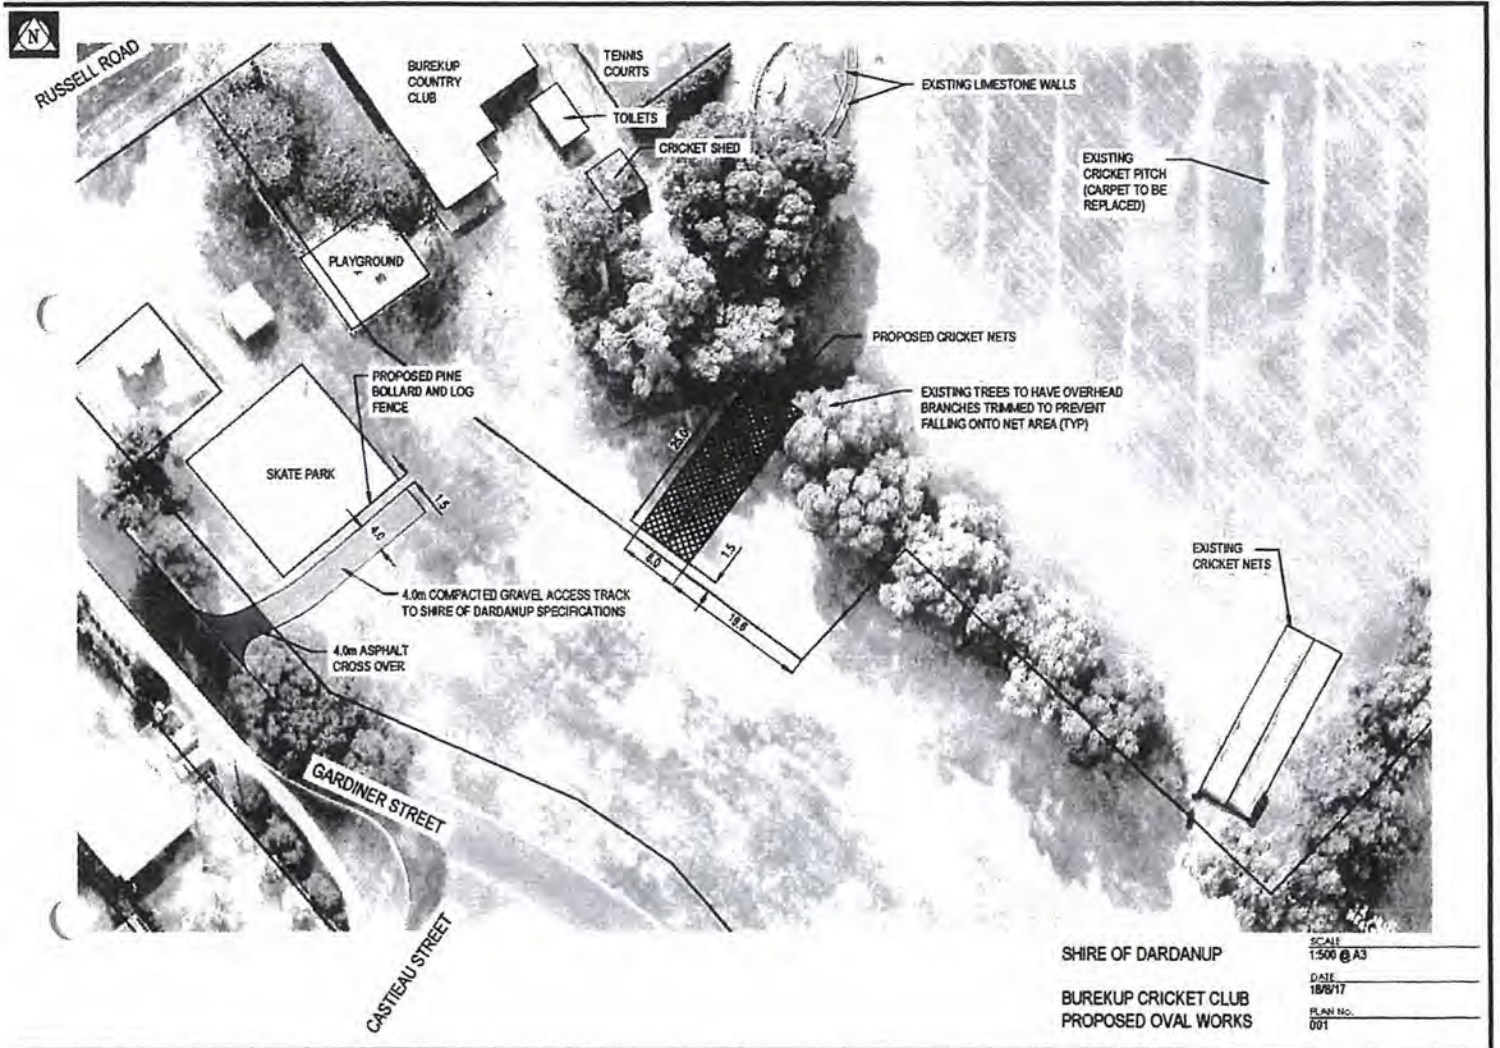 N
RUSSELL ROAD
BUREKUP
COUNTRY
CLUB
TENNIS
COURTS
TOILETS
CRICKET SHED
EXISTING LIMESTONE WALLS
EXISTING
CRICKET PITCH
(CARPET TO BE
REPLACED)
PLAYGROUND
PROPOSED CRICKET NETS
PROPOSED PINE
BOLLARD AND LOG
FENCE
EXISTING TREES TO HAVE OVERHEAD
BRANCHES TRIMMED TO PREVENT
FALLING ONTO NET AREA (TYP)
SKATE PARK
25.0
1.5
4.0
6.0
1.5
19.6
EXISTING
CRICKET NETS
4.0m COMPACTED GRAVEL ACCESS TRACK
TO SHIRE OF DARDANUP SPECIFICATIONS
4.0m ASPHALT
CROSS OVER
GARDINER STREET
CASTIEAU STREET
SHIRE OF DARDANUP
BUREKUP CRICKET CLUB
PROPOSED OVAL WORKS
SCALE
1:500 @ A3
DATE
18/8/17
PLAN No.
001